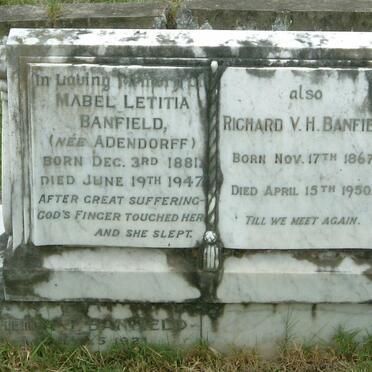 In Loving Memory of
MABEL LETITIA
BANFIELD,
(NÉE ADENDORFF)
BORN DEC. 3RD 1881.
DIED JUNE 19TH 1947.
AFTER GREAT SUFFERING
GOD'S FINGER TOUCHED HER
AND SHE SLEPT.
also
RICHARD V. H. BANFIE
BORN NOV. 17TH 1867
DIED APRIL 15TH 1950
TILL WE MEET AGAIN.
BANFIELD